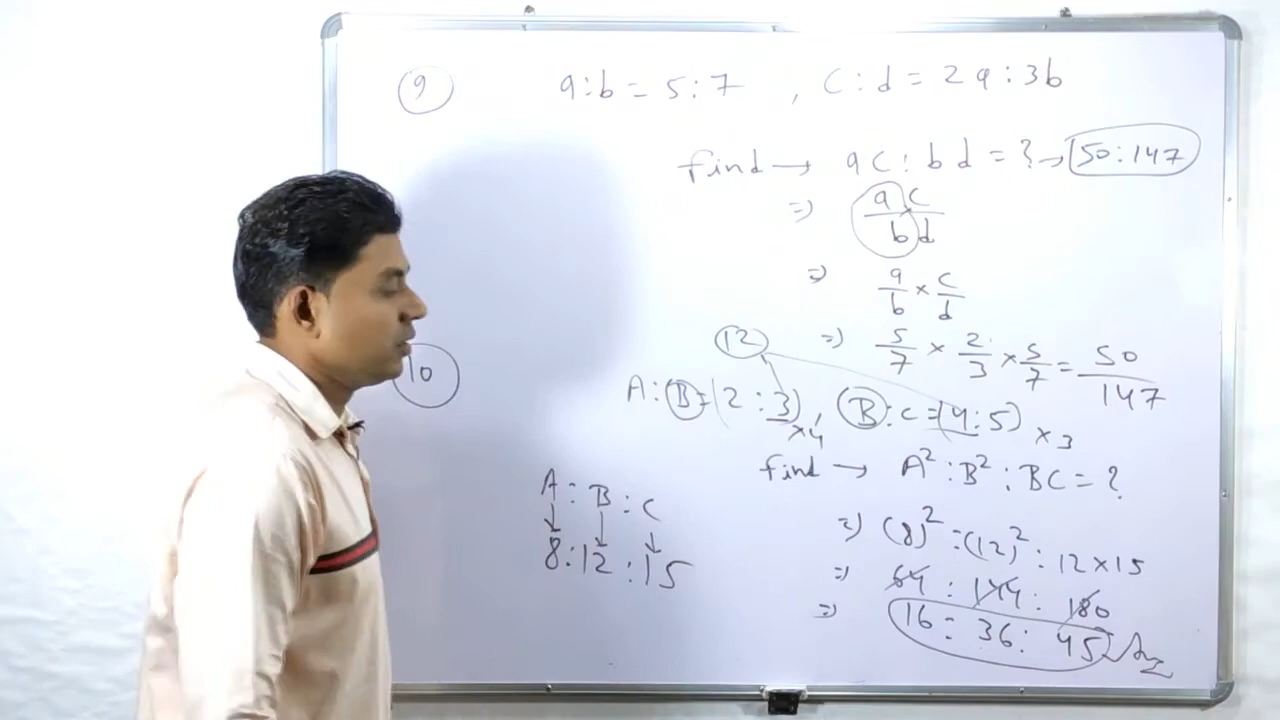 9 a:b = 5:7 , C:d = 2a:3b
find → ac:bd = ? → 50:147
⇒ ac/bd
⇒ a/b × c/d
⇒ 5/7 × 2/3 × 5/7 = 50/147
12
10 A:B = (2:3)×4, (B:C = (4:5)×3
find → A²:B²:BC = ?
A:B:C
8:12:15
⇒ (8)²:(12)²:12×15
⇒ 64:144:180
⇒ 16:36:45 Ans